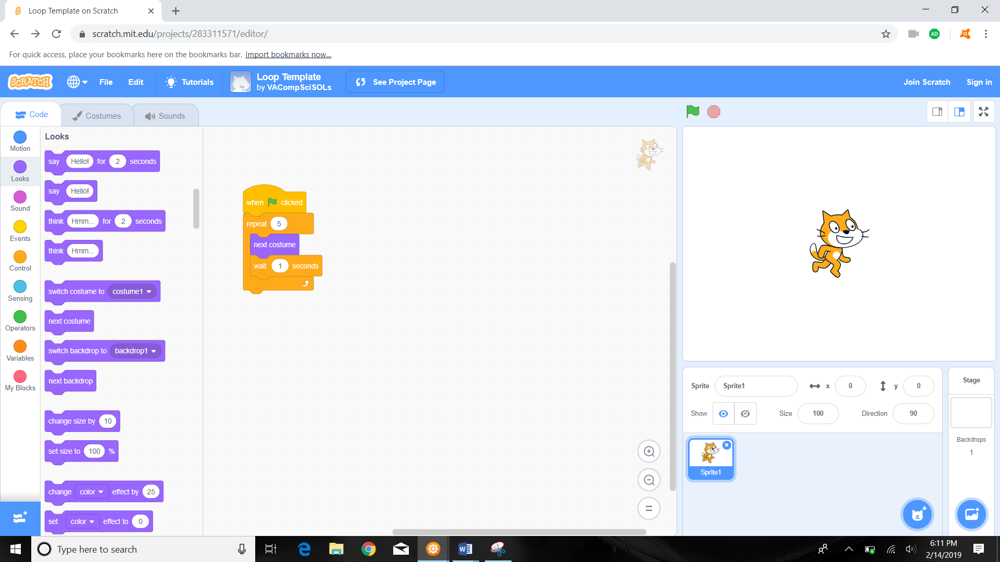 Loop Template on Scratch
scratch.mit.edu/projects/283311571/editor/
AD
For quick access, place your bookmarks here on the bookmarks bar. Import bookmarks now...
SCRATCH
File
Edit
Tutorials
Loop Template
by VACompSciSOLs
See Project Page
Join Scratch
Sign in
Code
Costumes
Sounds
Motion
Looks
Sound
Events
Control
Sensing
Operators
Variables
My Blocks
Looks
say Hello! for 2 seconds
say Hello!
think Hmm... for 2 seconds
think Hmm...
switch costume to costume1
next costume
switch backdrop to backdrop1
next backdrop
change size by 10
set size to 100 %
change color effect by 25
set color effect to 0
when clicked
repeat 5
next costume
wait 1 seconds
Sprite Sprite1 x 0 y 0
Show Size 100 Direction 90
Sprite1
Stage
Backdrops
1
Type here to search
6:11 PM
2/14/2019